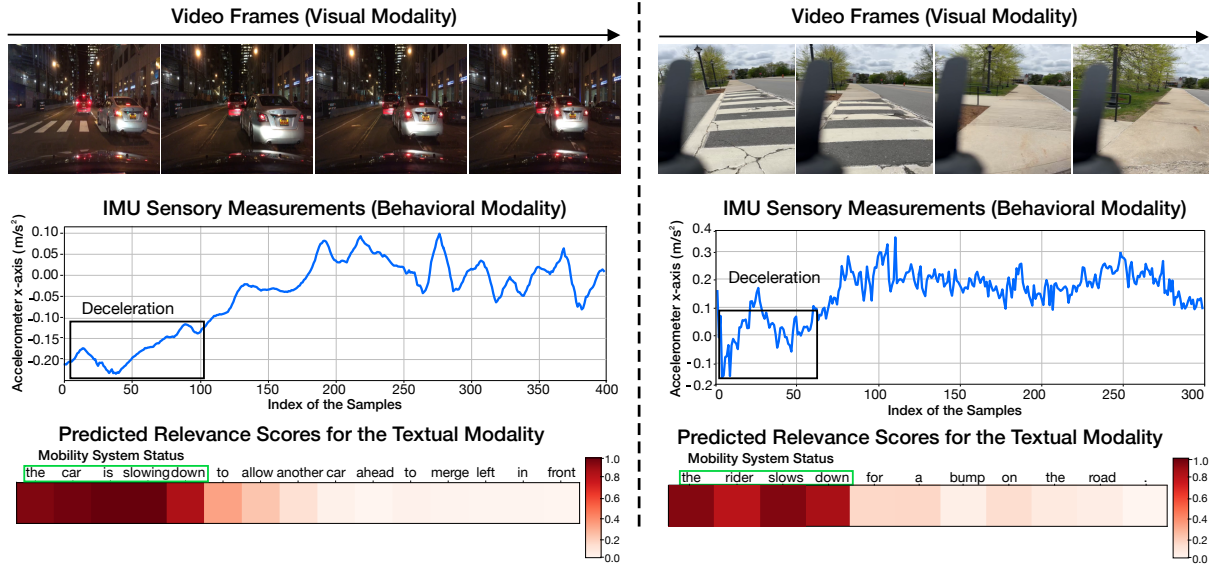 Video Frames (Visual Modality)
IMU Sensory Measurements (Behavioral Modality)
Accelerometer x-axis (m/s²)
0.10
0.05
0.00
-0.05
-0.10
-0.15
-0.20
Deceleration
0 50 100 150 200 250 300 350 400
Index of the Samples
Predicted Relevance Scores for the Textual Modality
Mobility System Status
the car is slowing down to allow another car ahead to merge left in front
1.0
0.8
0.6
0.4
0.2
0.0
Video Frames (Visual Modality)
IMU Sensory Measurements (Behavioral Modality)
Accelerometer x-axis (m/s²)
0.4
0.3
0.2
0.1
0.0
-0.1
-0.2
Deceleration
0 50 100 150 200 250 300
Index of the Samples
Predicted Relevance Scores for the Textual Modality
Mobility System Status
the rider slows down for a bump on the road .
1.0
0.8
0.6
0.4
0.2
0.0